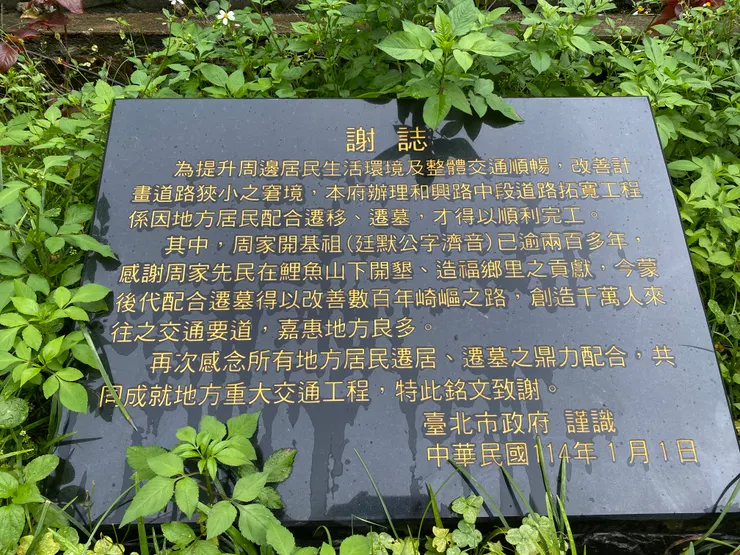 謝誌
為提升周邊居民生活環境及整體交通順暢，改善計
畫道路狹小之窘境，本府辦理和興路中段道路拓寬工程
係因地方居民配合遷移、遷墓，才得以順利完工。
其中，周家開基祖(廷默公字濟音)已逾兩百多年，
感謝周家先民在鯉魚山下開墾、造福鄉里之貢獻，今蒙
後代配合遷墓得以改善數百年崎嶇之路，創造千萬人來
往之交通要道，嘉惠地方良多。
再次感念所有地方居民遷居、遷墓之鼎力配合，共
同成就地方重大交通工程，特此銘文致謝。
臺北市政府 謹識
中華民國114年1月1日